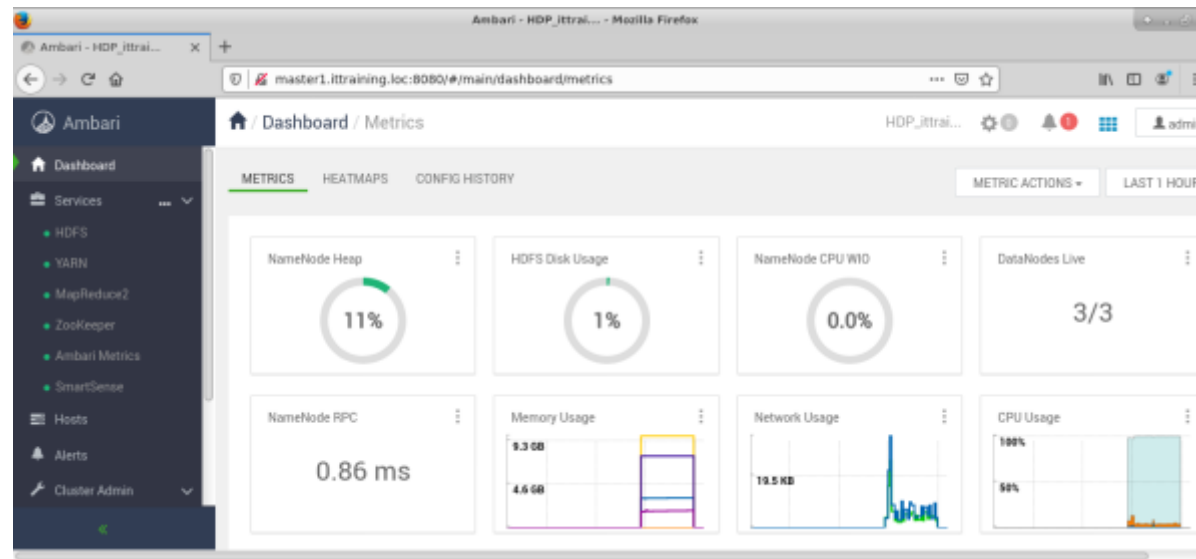 Ambari - HDP_ittrai... - Mozilla Firefox
Ambari - HDP_ittrai... × +
master1.ittraining.loc:8080/#/main/dashboard/metrics
Ambari
/ Dashboard / Metrics
HDP_ittrai...
0
1
admi
Dashboard
Services ...
HDFS
YARN
MapReduce2
ZooKeeper
Ambari Metrics
SmartSense
Hosts
Alerts
Cluster Admin
«
METRICS HEATMAPS CONFIG HISTORY
METRIC ACTIONS LAST 1 HOUR
NameNode Heap
11%
HDFS Disk Usage
1%
NameNode CPU WIO
0.0%
DataNodes Live
3/3
NameNode RPC
0.86 ms
Memory Usage
9.3 GB
4.6 GB
Network Usage
19.5 KB
CPU Usage
100%
50%